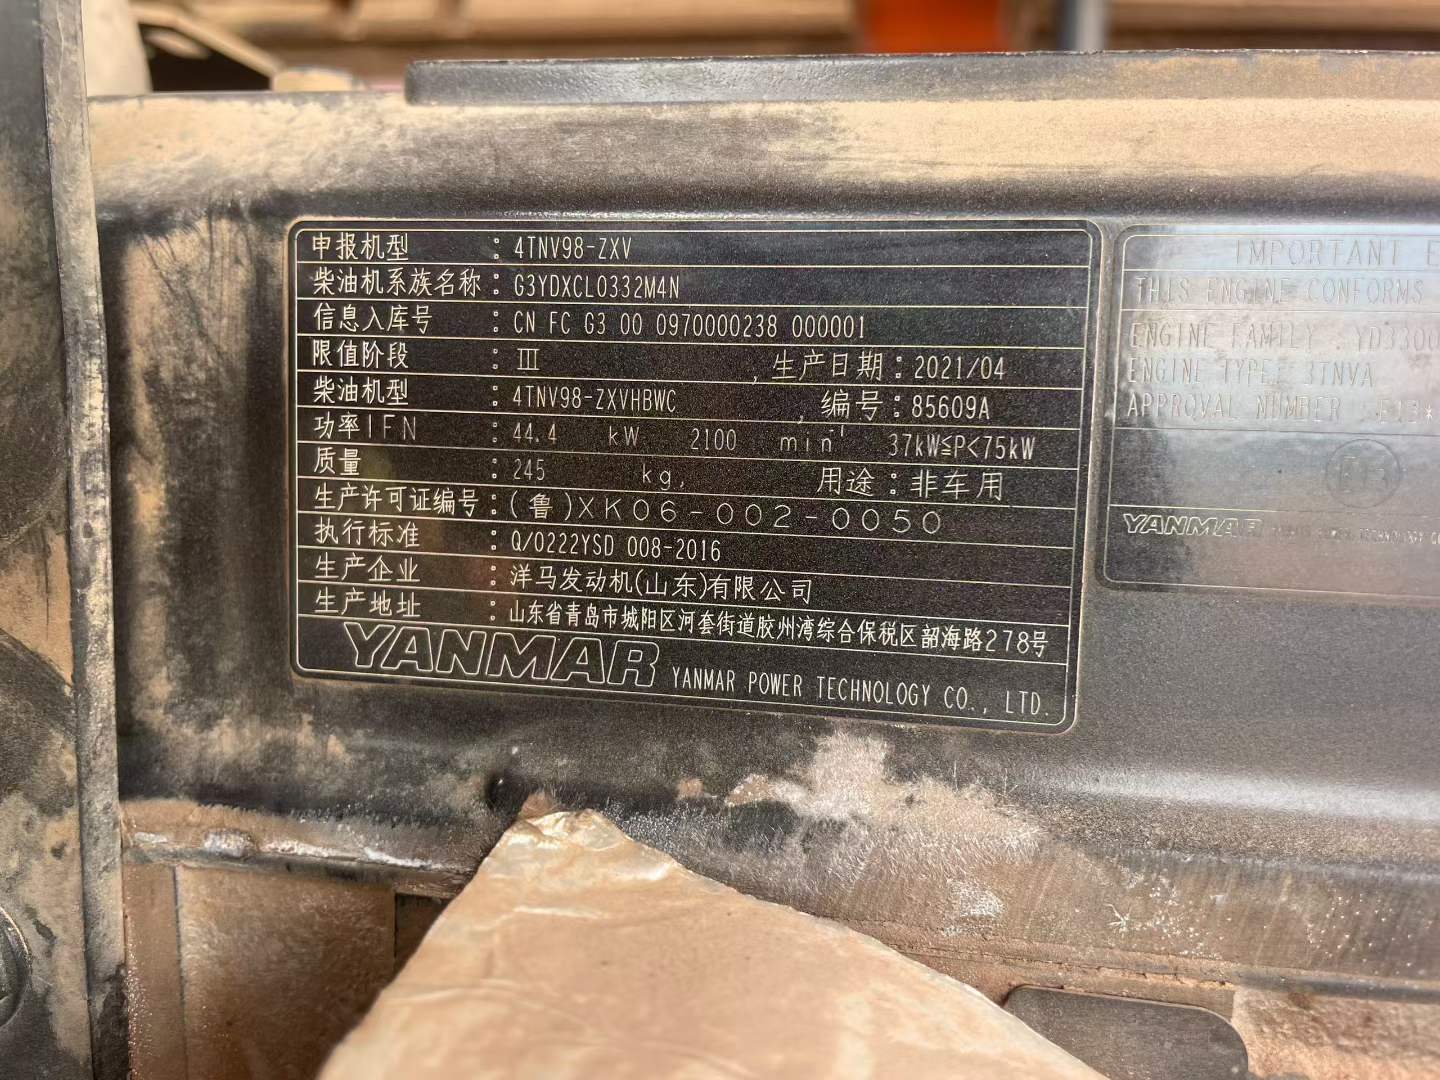 申报机型 : 4TNV98-ZXV
柴油机系族名称 : G3YDXCL0332M4N
信息入库号 : CN FC G3 00 0970000238 000001
限值阶段 : III , 生产日期 : 2021/04
柴油机型 : 4TNV98-ZXVHBWC , 编号 : 85609A
功率IFN : 44.4 kW 2100 min⁻¹ 37kW≦P<75kW
质量 : 245 kg, 用途 : 非车用
生产许可证编号 : (鲁)XK06-002-0050
执行标准 : Q/0222YSD 008-2016
生产企业 : 洋马发动机(山东)有限公司
生产地址 : 山东省青岛市城阳区河套街道胶州湾综合保税区韶海路278号
YANMAR YANMAR POWER TECHNOLOGY CO., LTD.
IMPORTANT E
THIS ENGINE CONFORMS
ENGINE FAMILY : YD3300
ENGINE TYPE : 3TNVA
APPROVAL NUMBER : E13*
E13
YANMAR